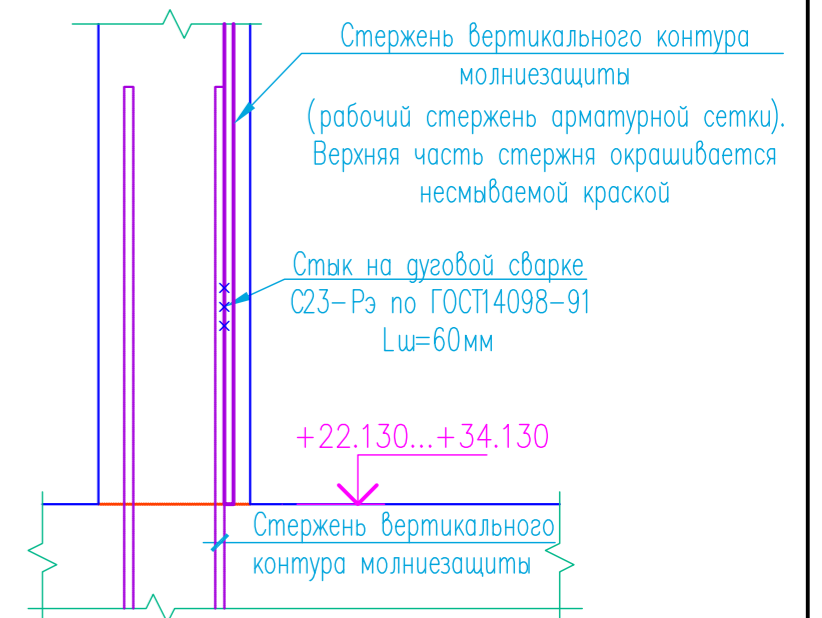 Стержень вертикального контура
молниезащиты
(рабочий стержень арматурной сетки).
Верхняя часть стержня окрашивается
несмываемой краской
Стык на дуговой сварке
С23-Рэ по ГОСТ14098-91
Lш=60мм
+22.130...+34.130
Стержень вертикального
контура молниезащиты